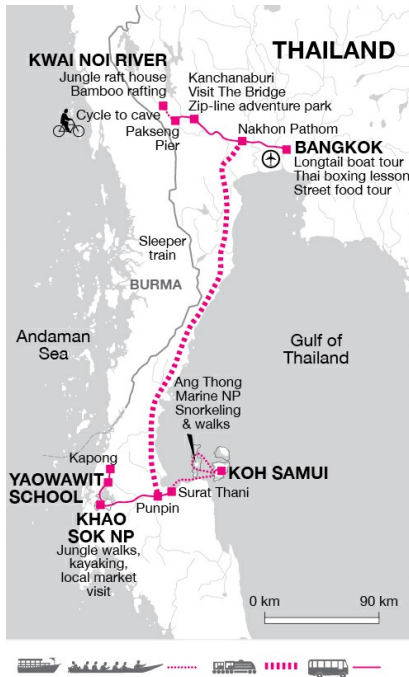 THAILAND
KWAI NOI RIVER
Jungle raft house
Bamboo rafting
Cycle to cave
Pakseng
Pier
Kanchanaburi
Visit The Bridge
Zip-line adventure park
Nakhon Pathom
BANGKOK
Longtail boat tour
Thai boxing lesson
Street food tour
Sleeper
train
BURMA
Andaman
Sea
Gulf of
Thailand
Ang Thong
Marine NP
Snorkeling
& walks
Kapong
YAOWAWIT
SCHOOL
KOH SAMUI
Surat Thani
Punpin
KHAO
SOK NP
Jungle walks,
kayaking,
local market
visit
0 km 90 km